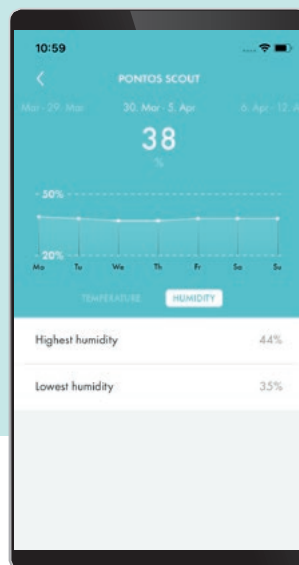 10:59
PONTOS SCOUT
Mar - 29. Mar 30. Mar - 5. Apr 6. Apr - 12. A
38
%
50%
20%
Mo Tu We Th Fr Sa Su
TEMPERATURE HUMIDITY
Highest humidity 44%
Lowest humidity 35%